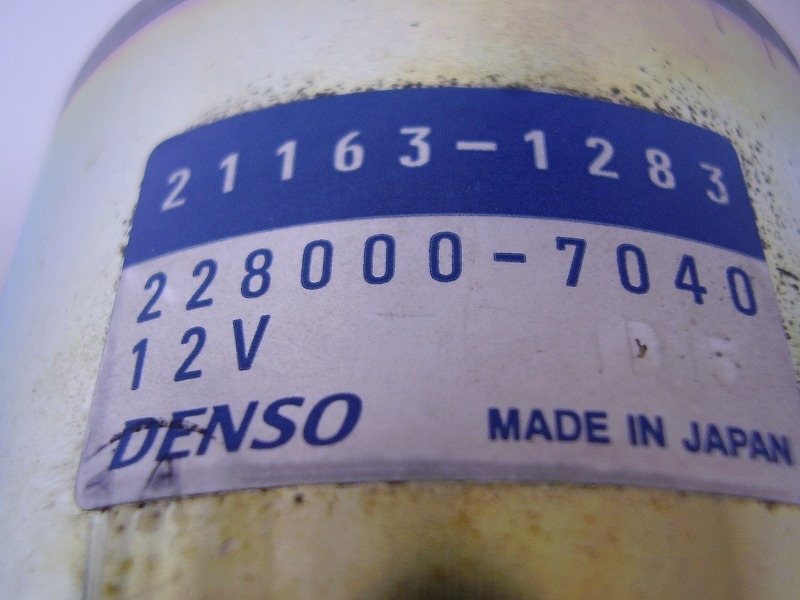 21163-1283
228000-7040
12V
DENSO
MADE IN JAPAN